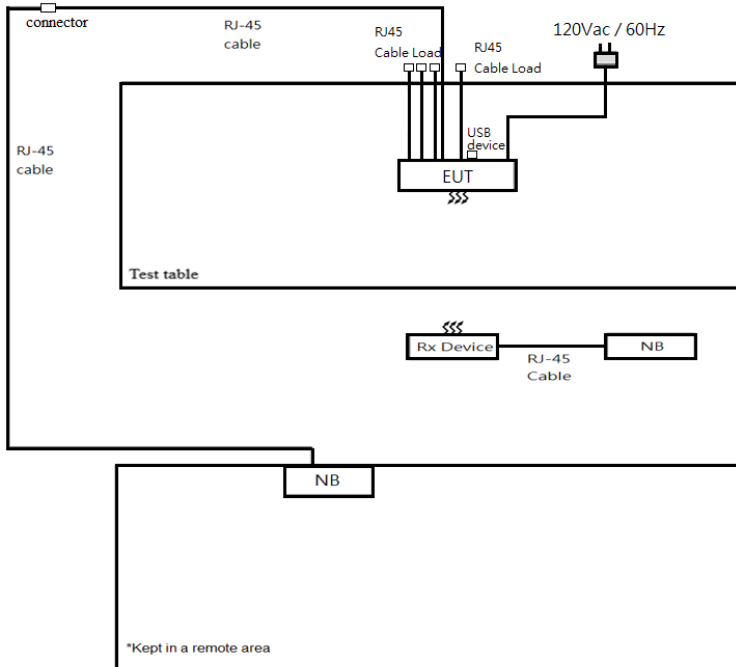 connector
RJ-45
cable
RJ45
Cable Load
RJ45
Cable Load
120Vac / 60Hz
RJ-45
cable
USB
device
EUT
Test table
Rx Device
NB
RJ-45
Cable
NB
*Kept in a remote area